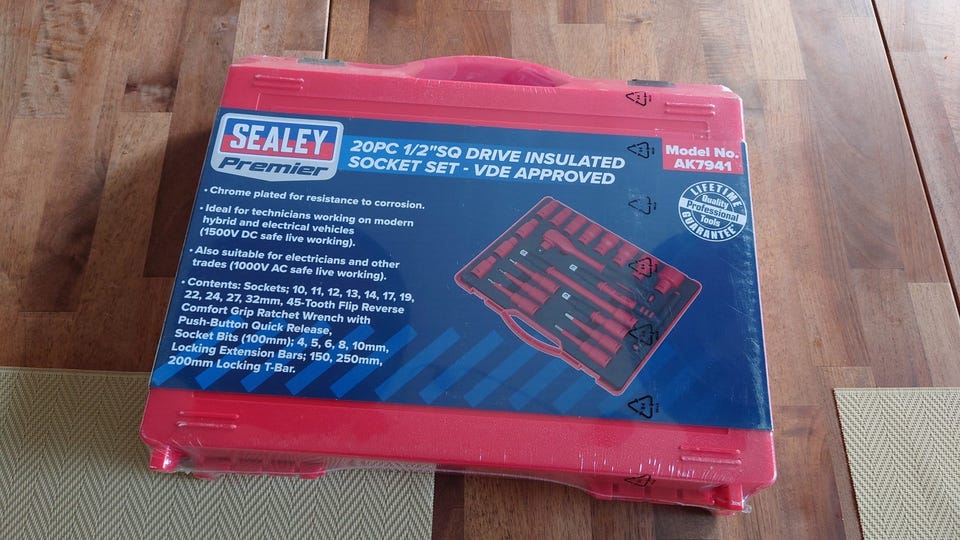 SEALEY
Premier
20PC 1/2"SQ DRIVE INSULATED
SOCKET SET - VDE APPROVED
Model No.
AK7941
LIFETIME
Quality
Professional
Tools
GUARANTEE
• Chrome plated for resistance to corrosion.
• Ideal for technicians working on modern
hybrid and electrical vehicles
(1500V DC safe live working).
• Also suitable for electricians and other
trades (1000V AC safe live working).
• Contents: Sockets; 10, 11, 12, 13, 14, 17, 19,
22, 24, 27, 32mm, 45-Tooth Flip Reverse
Comfort Grip Ratchet Wrench with
Push-Button Quick Release,
Socket Bits (100mm); 4, 5, 6, 8, 10mm,
Locking Extension Bars; 150, 250mm,
200mm Locking T-Bar.